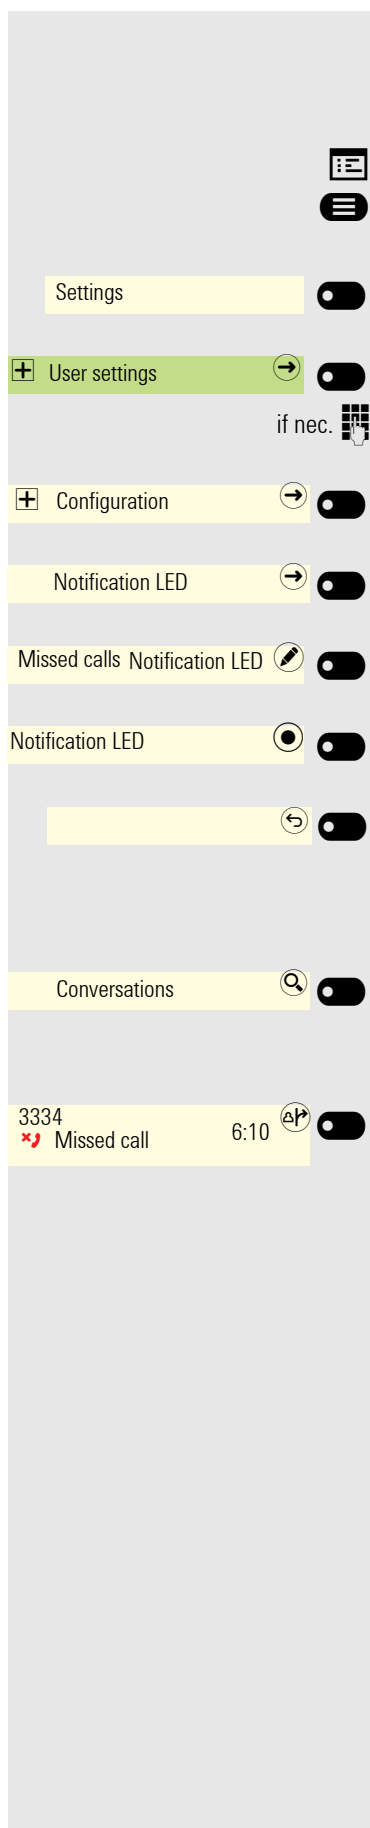 Settings
User settings
if nec.
Configuration
Notification LED
Missed calls Notification LED
Notification LED
Conversations
3334
Missed call 6:10